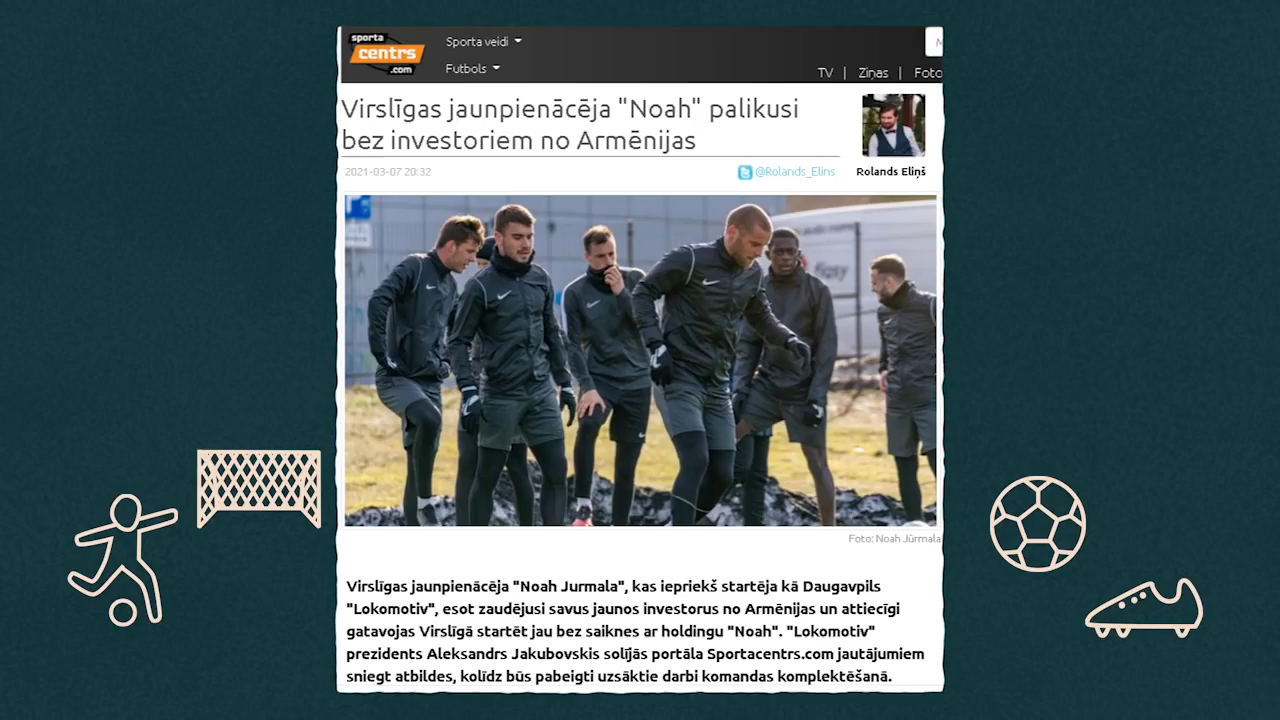 sporta
centrs
.com
Sporta veidi
Futbols
TV | Ziņas | Foto
Virslīgas jaunpienācēja "Noah" palikusi
bez investoriem no Armēnijas
2021-03-07 20:32
@Rolands_Elins
Rolands Eliņš
Foto: Noah Jūrmala
Virslīgas jaunpienācēja "Noah Jurmala", kas iepriekš startēja kā Daugavpils
"Lokomotiv", esot zaudējusi savus jaunos investorus no Armēnijas un attiecīgi
gatavojas Virslīgā startēt jau bez saiknes ar holdingu "Noah". "Lokomotiv"
prezidents Aleksandrs Jakubovskis solījās portāla Sportacentrs.com jautājumiem
sniegt atbildes, kolīdz būs pabeigti uzsāktie darbi komandas komplektēšanā.